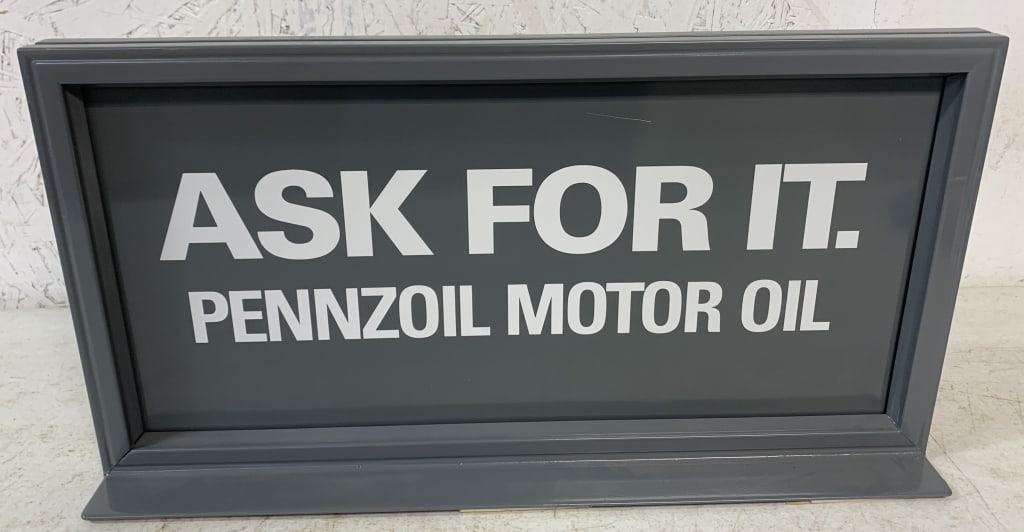 ASK FOR IT.
PENNZOIL MOTOR OIL